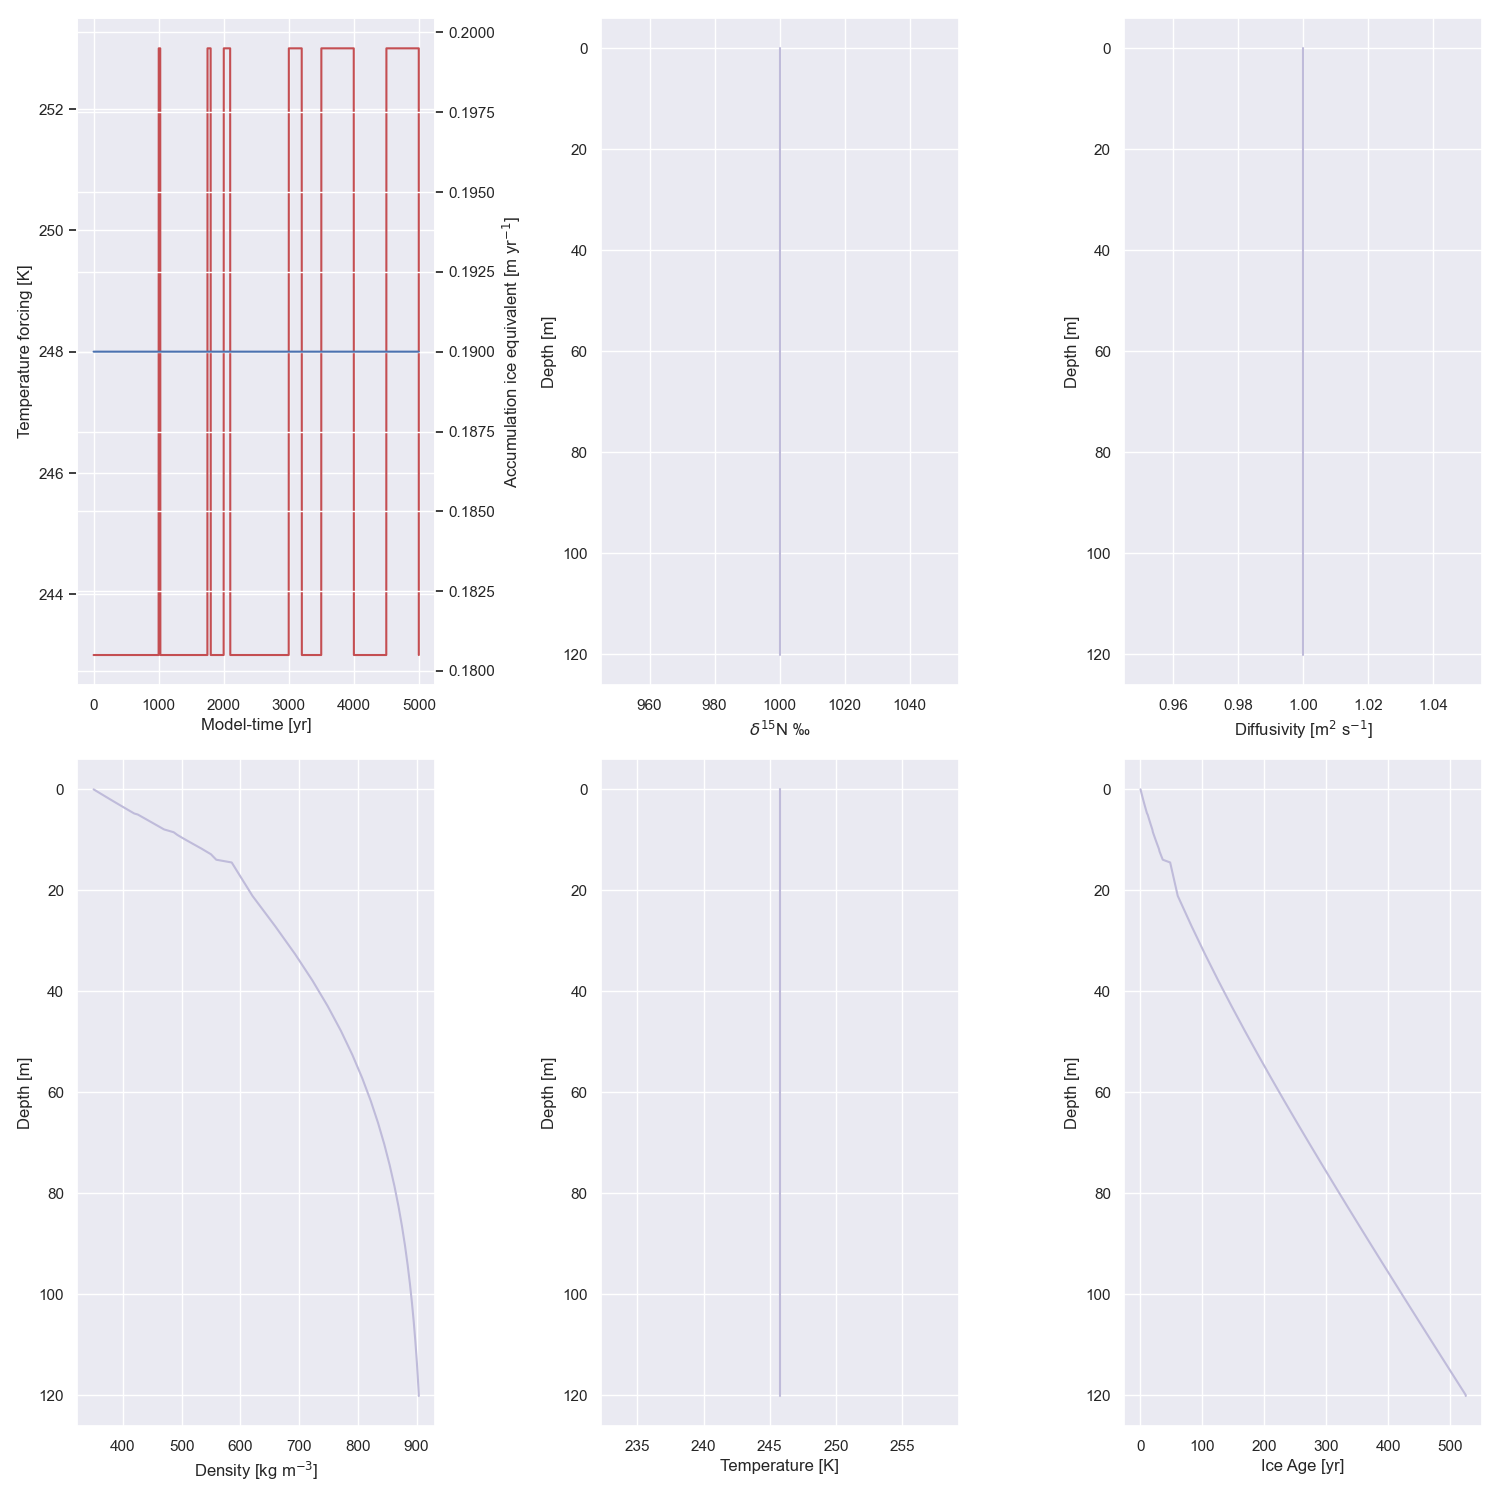 252
250
248
246
244
Temperature forcing [K]
0 1000 2000 3000 4000 5000
Model-time [yr]
0.2000
0.1975
0.1950
0.1925
0.1900
0.1875
0.1850
0.1825
0.1800
Accumulation ice equivalent [m yr⁻¹]
0
20
40
60
80
100
120
Depth [m]
960 980 1000 1020 1040
δ¹⁵N ‰
0
20
40
60
80
100
120
Depth [m]
0.96 0.98 1.00 1.02 1.04
Diffusivity [m² s⁻¹]
0
20
40
60
80
100
120
Depth [m]
400 500 600 700 800 900
Density [kg m⁻³]
0
20
40
60
80
100
120
Depth [m]
235 240 245 250 255
Temperature [K]
0
20
40
60
80
100
120
Depth [m]
0 100 200 300 400 500
Ice Age [yr]